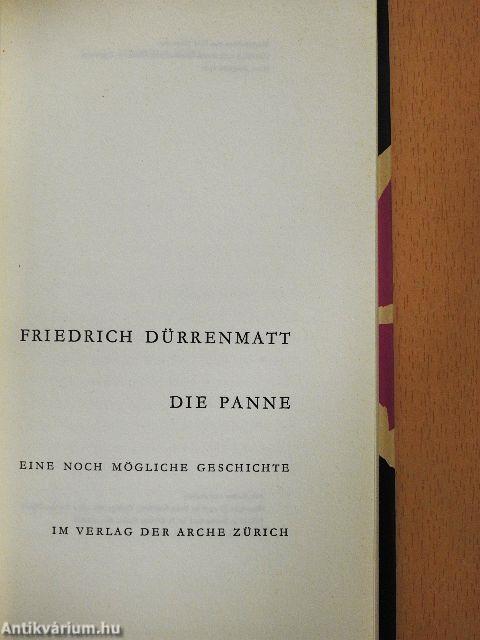 FRIEDRICH DÜRRENMATT
DIE PANNE
EINE NOCH MÖGLICHE GESCHICHTE
IM VERLAG DER ARCHE ZÜRICH
Antikvárium.hu